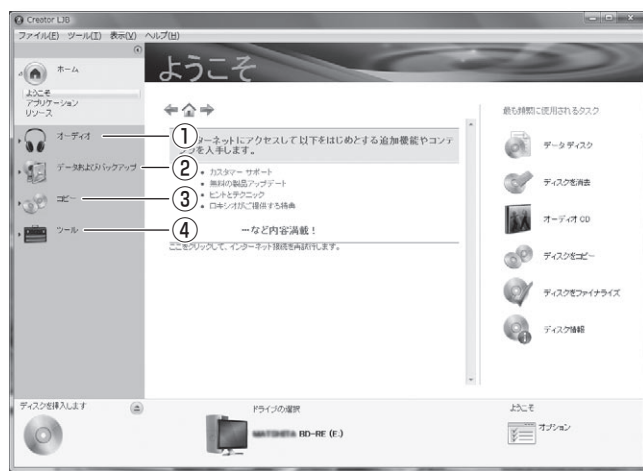 Creator LJB
ファイル(F) ツール(T) 表示(V) ヘルプ(H)
ホーム
ようこそ
アプリケーション
リソース
オーディオ
データおよびバックアップ
コピー
ツール
ようこそ
ターネットにアクセスして以下をはじめとする追加機能やコンテ
ンツを入手します。
• カスタマー サポート
• 無料の製品アップデート
• ヒントとテクニック
• ロキシオがご提供する特典
ーなど内容満載！
ここをクリックして、インターネット接続を再試行します。
①
②
③
④
最も頻繁に使用されるタスク
データ ディスク
ディスクを消去
オーディオ CD
ディスクをコピー
ディスクをファイナライズ
ディスク情報
ディスクを挿入します
ドライブの選択
BD-RE (E:)
ようこそ
オプション